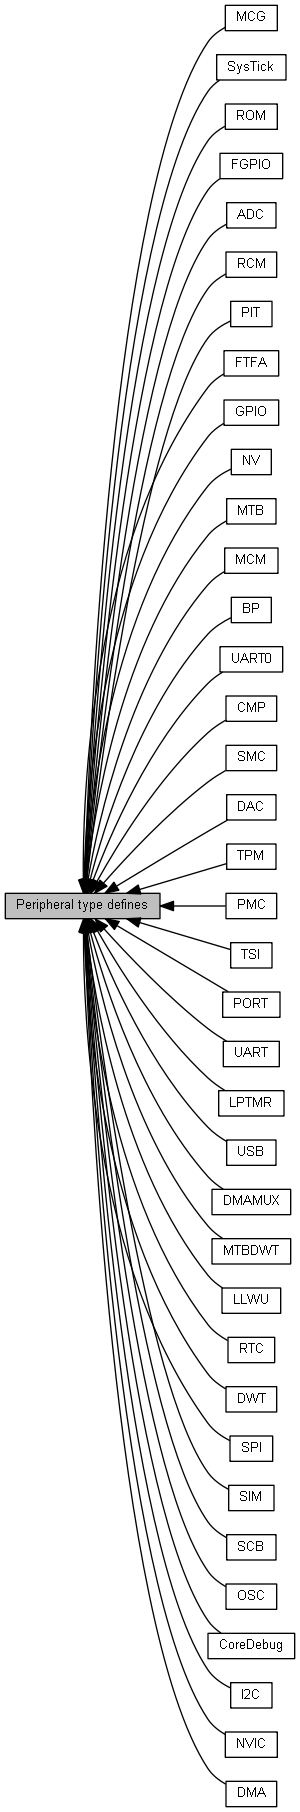 MCG
SysTick
ROM
FGPIO
ADC
RCM
PIT
FTFA
GPIO
NV
MTB
MCM
BP
UART0
CMP
SMC
DAC
TPM
Peripheral type defines
PMC
TSI
PORT
UART
LPTMR
USB
DMAMUX
MTBDWT
LLWU
RTC
DWT
SPI
SIM
SCB
OSC
CoreDebug
I2C
NVIC
DMA